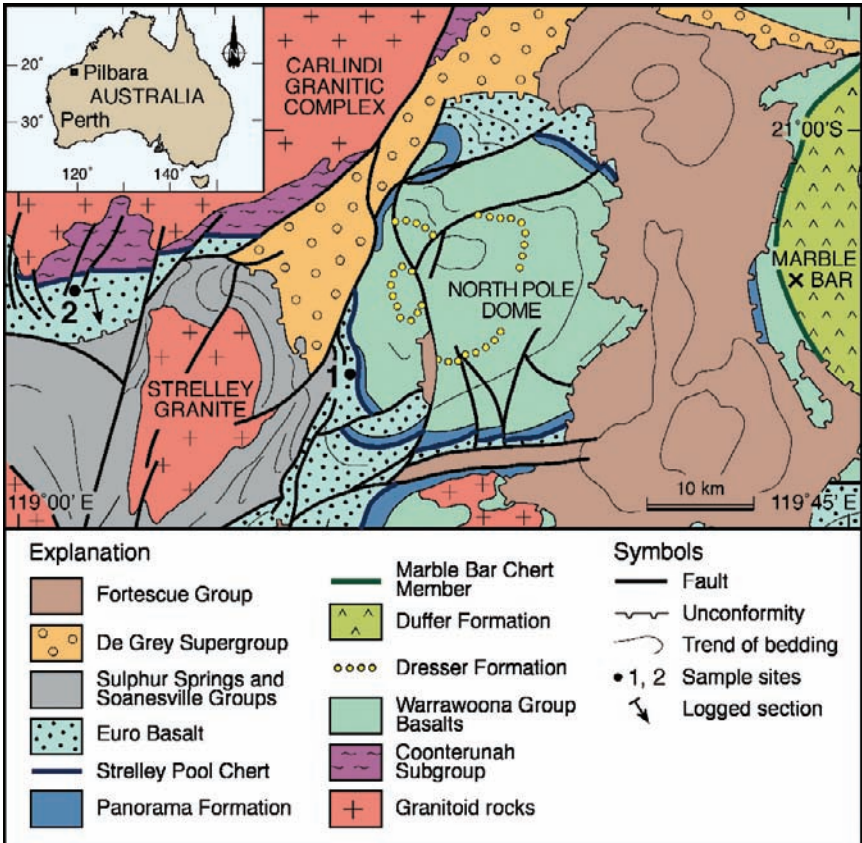 20°
Pilbara
AUSTRALIA
30°
Perth
120°
140°
N
CARLINDI
GRANITIC
COMPLEX
21°00'S
MARBLE
BAR
NORTH POLE
DOME
2
1
STRELLEY
GRANITE
119°00' E
10 km
119°45' E
Explanation
Fortescue Group
De Grey Supergroup
Sulphur Springs and
Soanesville Groups
Euro Basalt
Strelley Pool Chert
Panorama Formation
Marble Bar Chert
Member
Duffer Formation
Dresser Formation
Warrawoona Group
Basalts
Coonterunah
Subgroup
Granitoid rocks
Symbols
Fault
Unconformity
Trend of bedding
1, 2 Sample sites
Logged section